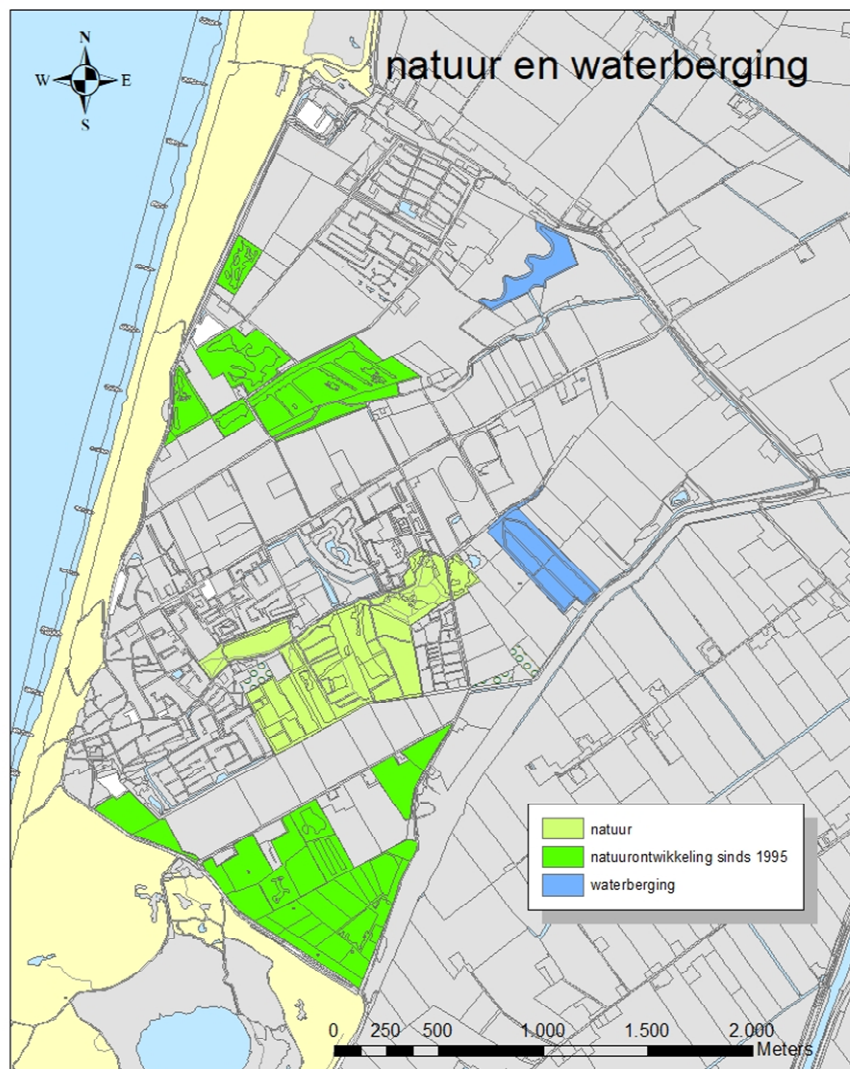 natuur en waterberging
N
W E
S
natuur
natuurontwikkeling sinds 1995
waterberging
0 250 500 1.000 1.500 2.000
Meters